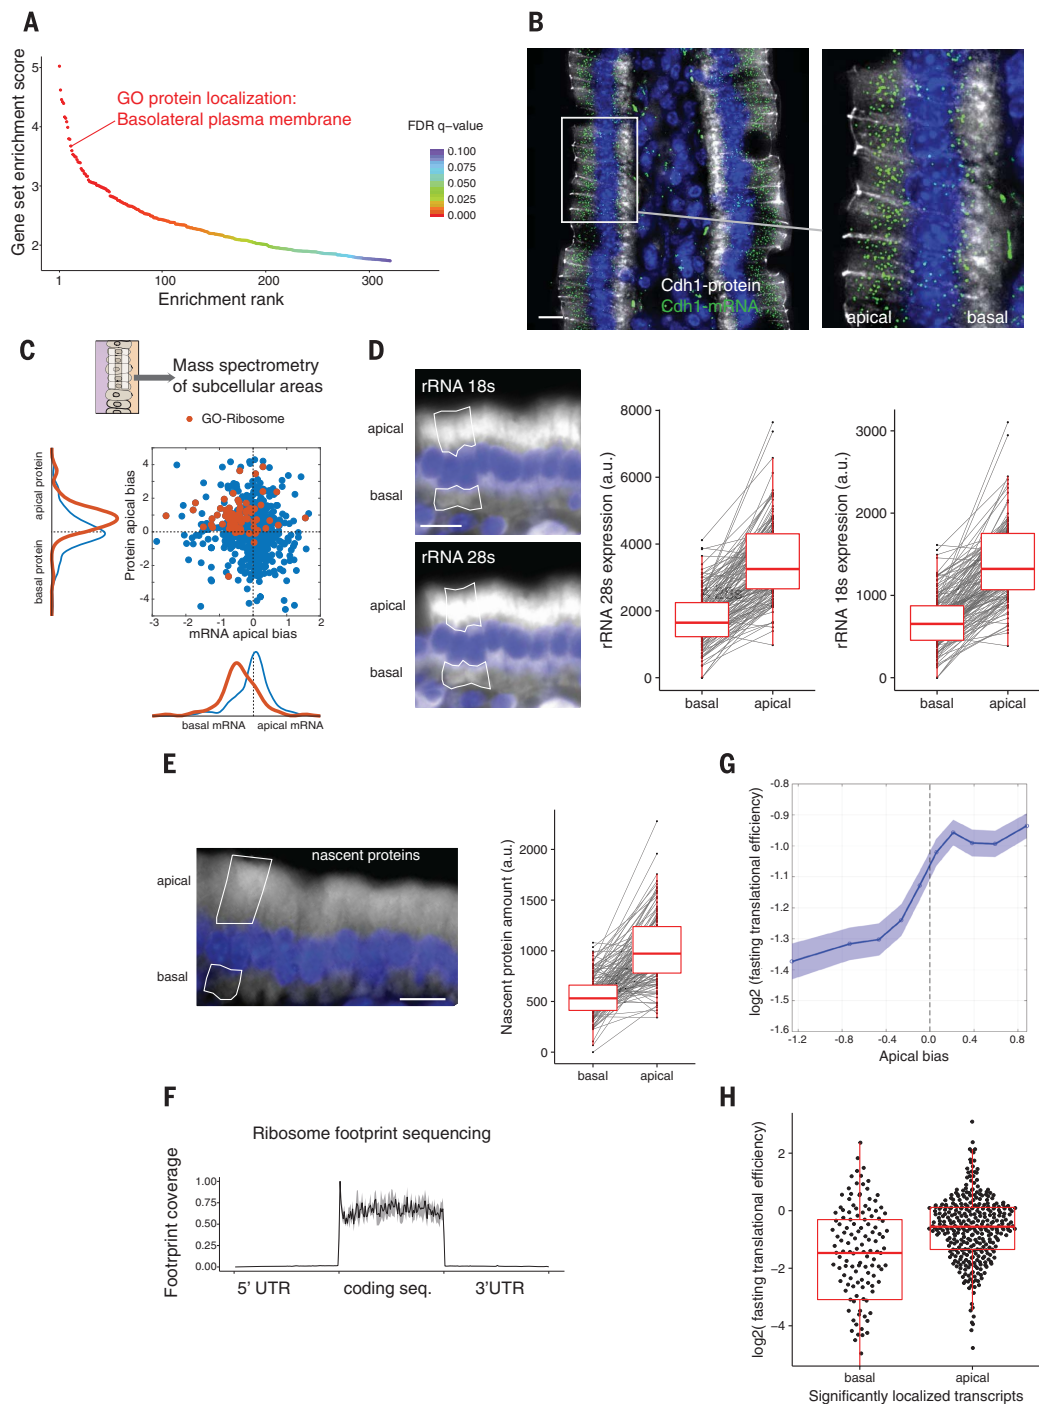 A
Gene set enrichment score
5
4
3
2
GO protein localization:
Basolateral plasma membrane
FDR q−value
0.100
0.075
0.050
0.025
0.000
1
100
200
300
Enrichment rank
B
Cdh1-protein
Cdh1-mRNA
apical
basal
C
Mass spectrometry
of subcellular areas
GO-Ribosome
apical protein
basal protein
Protein apical bias
4
2
0
-2
-4
-3
-2
-1
0
1
2
mRNA apical bias
basal mRNA
apical mRNA
D
rRNA 18s
apical
basal
rRNA 28s
apical
basal
rRNA 28s expression (a.u.)
8000
6000
4000
2000
0
basal
apical
rRNA 18s expression (a.u.)
3000
2000
1000
0
basal
apical
E
nascent proteins
apical
basal
Nascent protein amount (a.u.)
2000
1500
1000
500
0
basal
apical
G
log2 (fasting translational efficiency)
-0.8
-0.9
-1.0
-1.1
-1.2
-1.3
-1.4
-1.5
-1.6
-1.2
-0.8
-0.4
0.0
0.4
0.8
Apical bias
F
Ribosome footprint sequencing
Footrprint coverage
1.00
0.75
0.50
0.25
0.00
5' UTR
coding seq.
3'UTR
H
log2( fasting translational efficiency)
2
0
−2
−4
basal
apical
Significantly localized transcripts